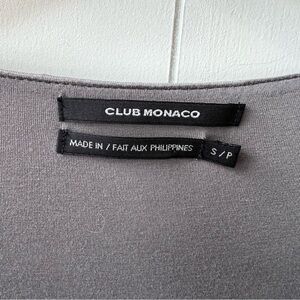 CLUB MONACO
MADE IN / FAIT AUX PHILIPPINES
S/P